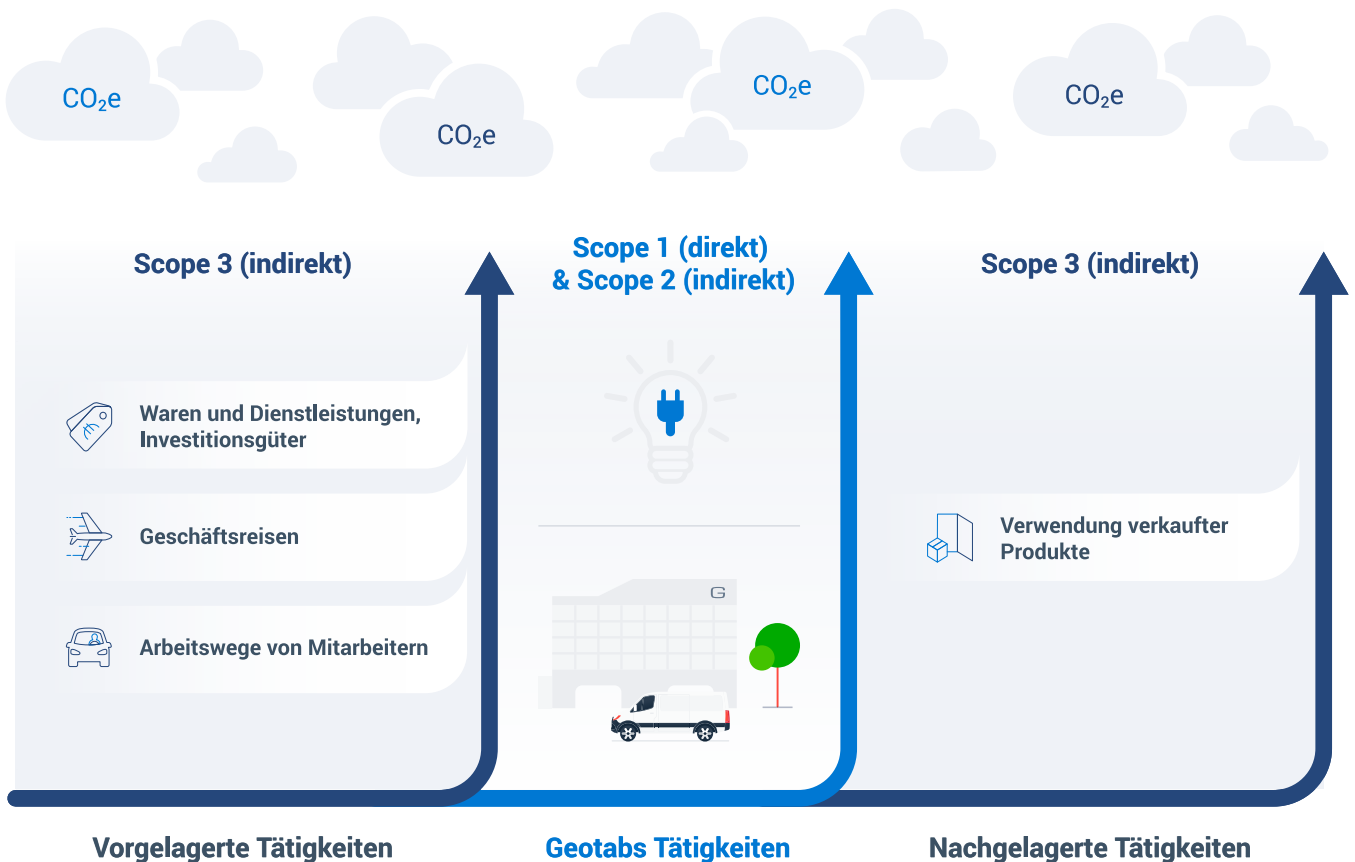 CO₂e
CO₂e
CO₂e
CO₂e
Scope 3 (indirekt)
Scope 1 (direkt)
& Scope 2 (indirekt)
Scope 3 (indirekt)
Waren und Dienstleistungen,
Investitionsgüter
Geschäftsreisen
Arbeitswege von Mitarbeitern
G
Verwendung verkaufter
Produkte
Vorgelagerte Tätigkeiten
Geotabs Tätigkeiten
Nachgelagerte Tätigkeiten